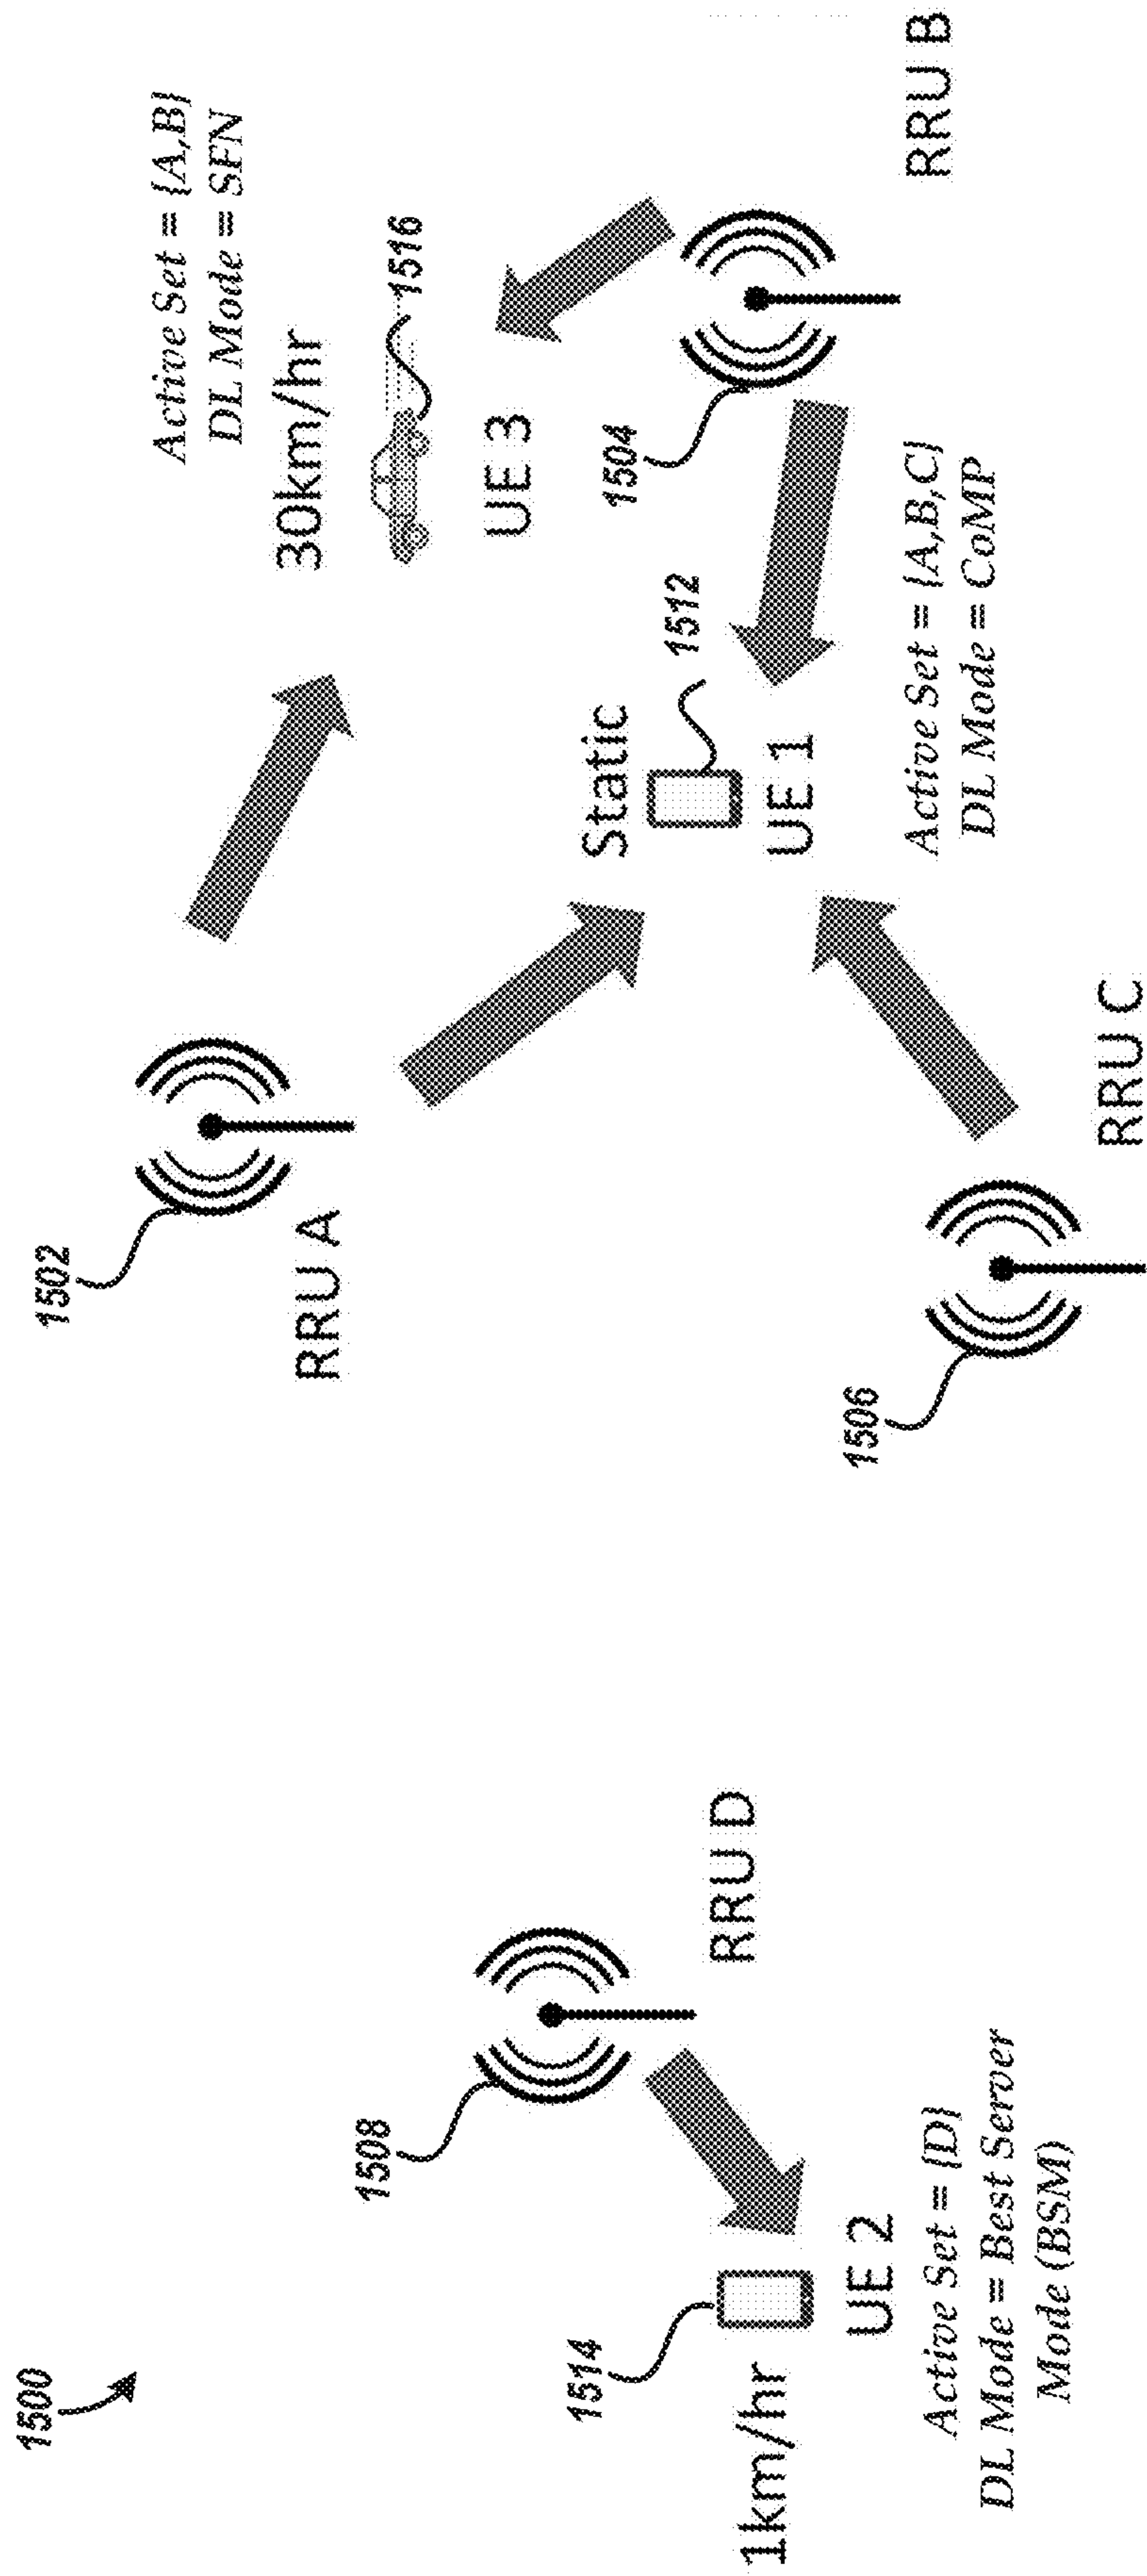 1500
1502
RRU A
Active Set = {A,B}
DL Mode = SFN
30km/hr
1516
UE 3
1508
RRU D
1514
1km/hr
UE 2
Active Set = {D}
DL Mode = Best Server
Mode (BSM)
Static
1512
UE 1
1504
RRU B
Active Set = {A,B,C}
DL Mode = CoMP
1506
RRU C